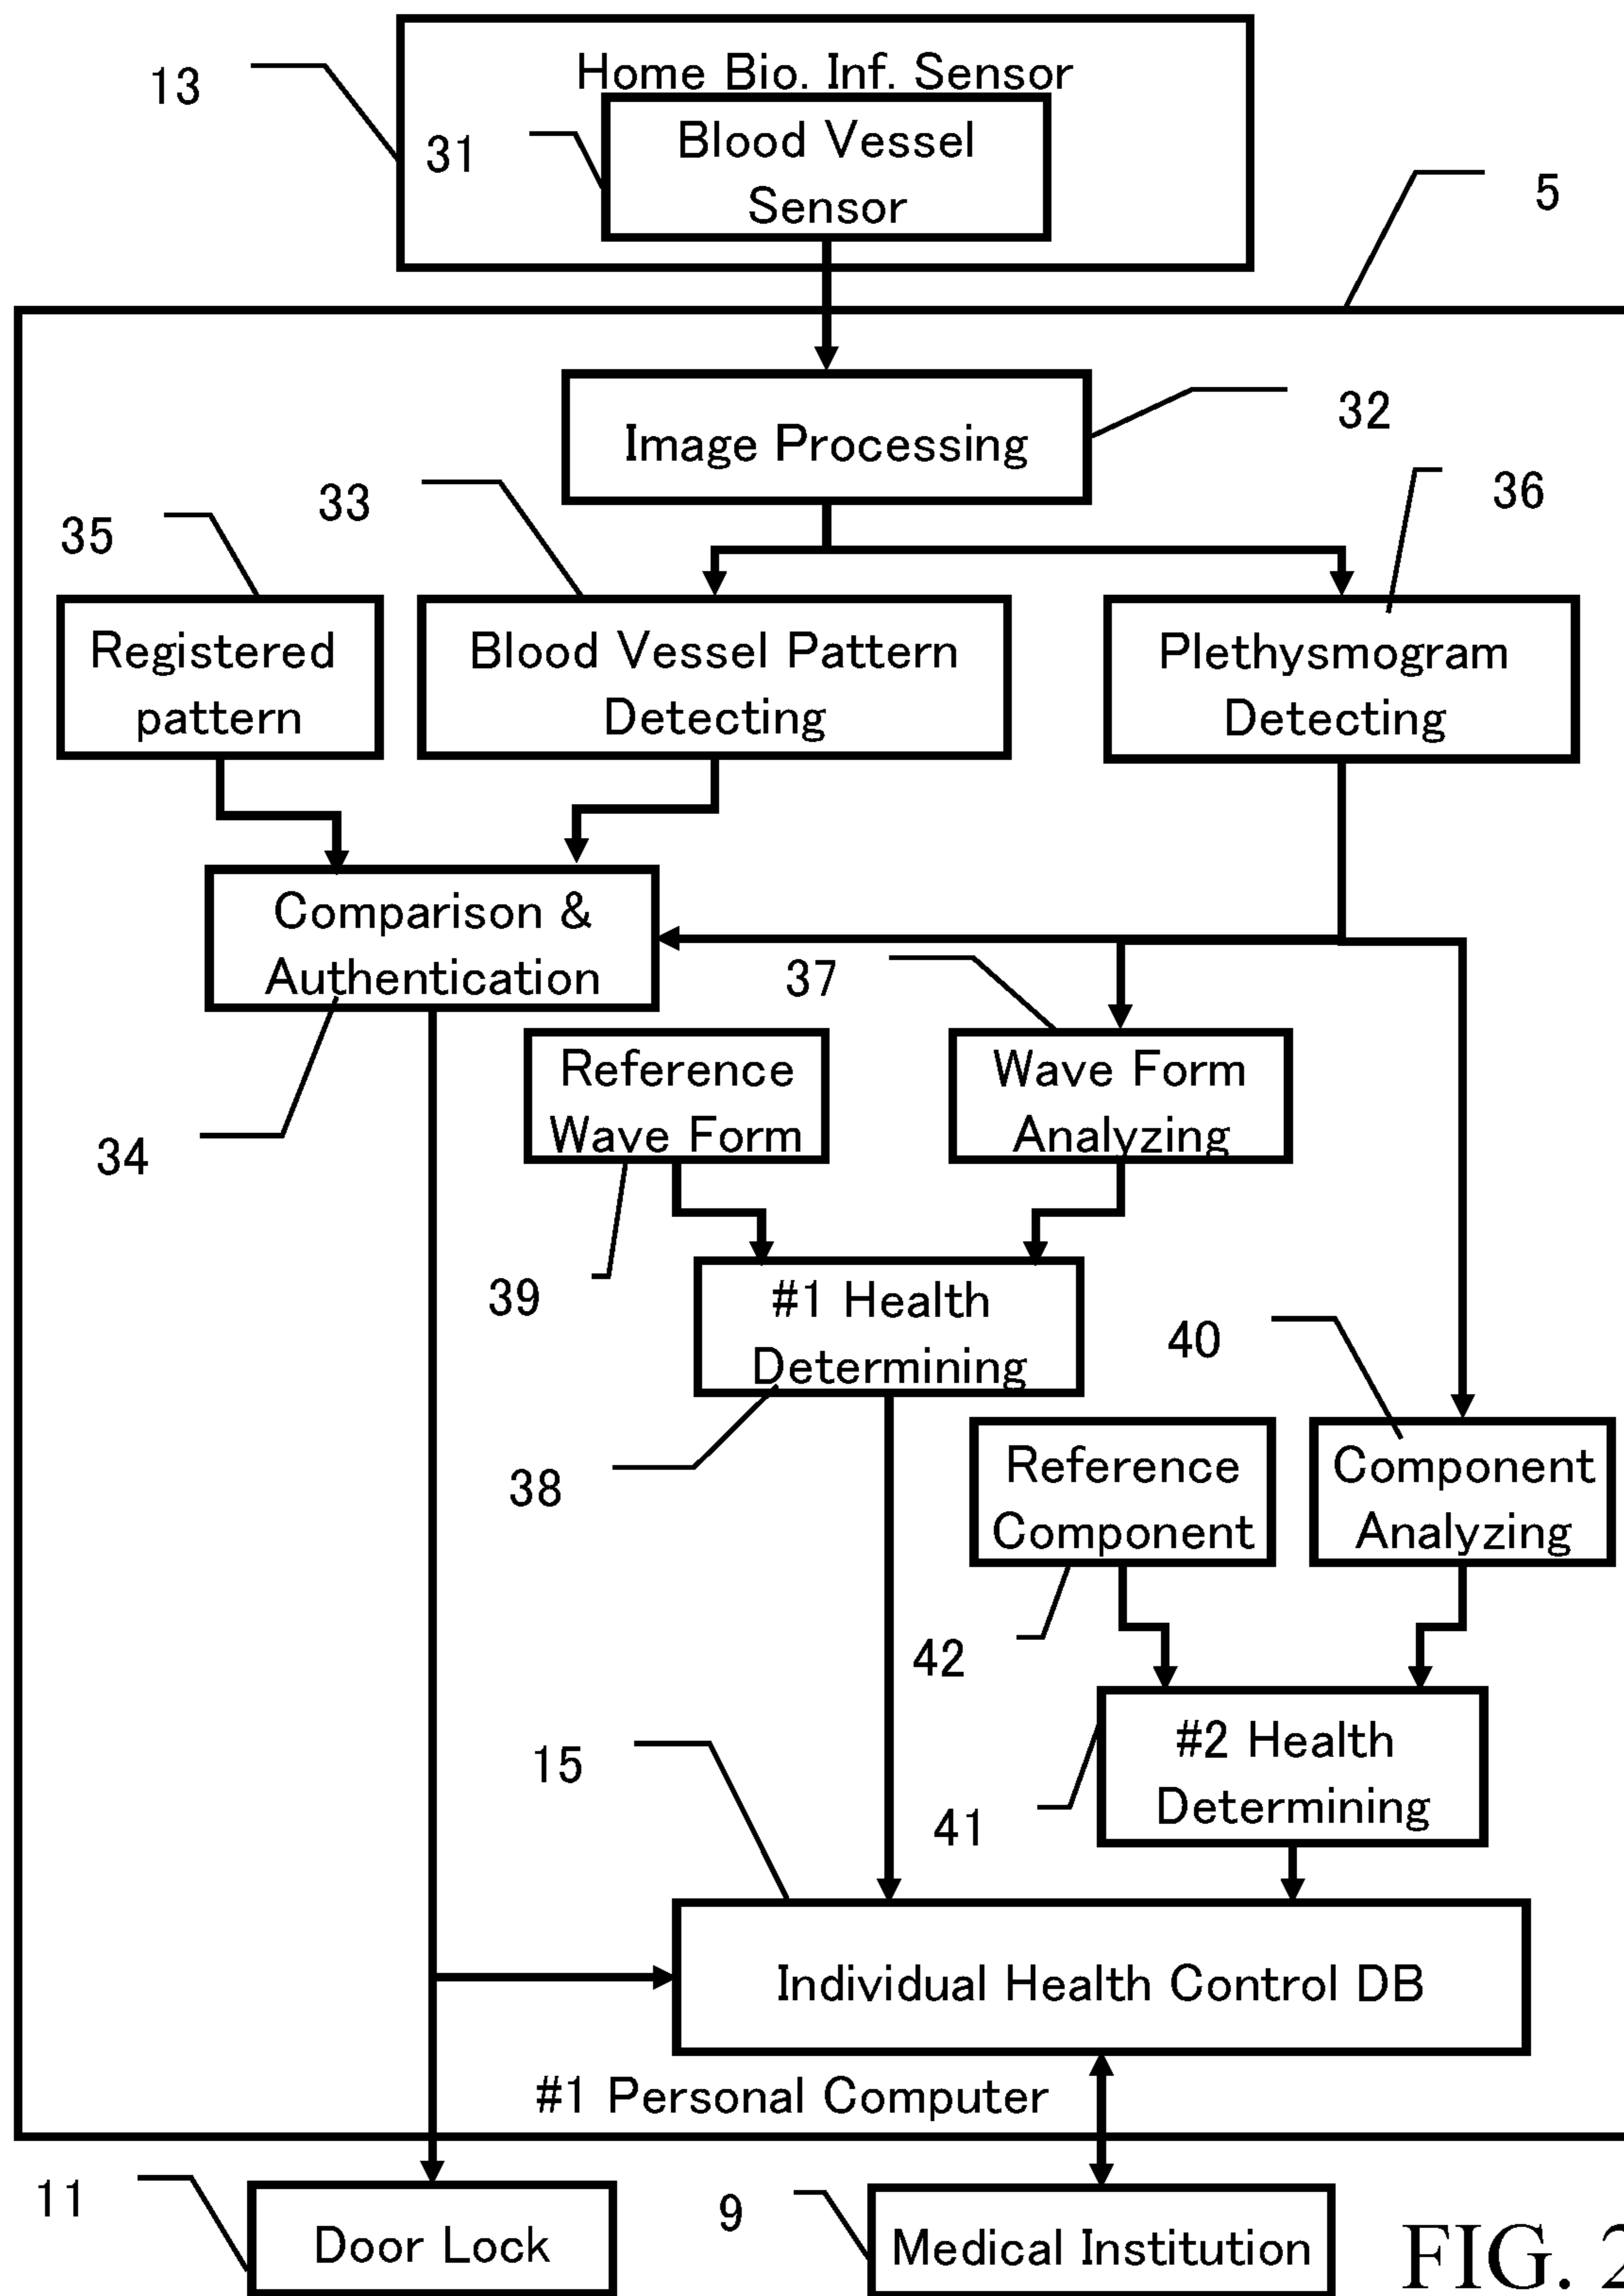 13
Home Bio. Inf. Sensor
31
Blood Vessel
Sensor
5
Image Processing
32
35
33
36
Registered
pattern
Blood Vessel Pattern
Detecting
Plethysmogram
Detecting
Comparison &
Authentication
34
37
Reference
Wave Form
Wave Form
Analyzing
39
#1 Health
Determining
38
40
Reference
Component
Component
Analyzing
42
#2 Health
Determining
41
15
Individual Health Control DB
#1 Personal Computer
11
Door Lock
9
Medical Institution
FIG. 2